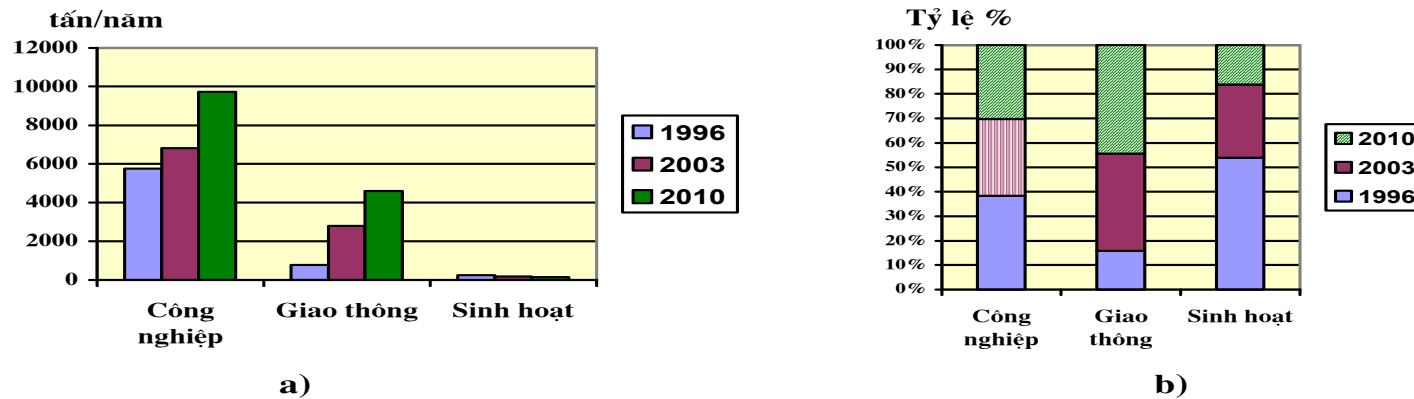 tấn/năm
12000
10000
8000
6000
4000
2000
0
Công
nghiệp
Giao thông
Sinh hoạt
1996
2003
2010
a)
Tỷ lệ %
100%
90%
80%
70%
60%
50%
40%
30%
20%
10%
0%
Công
nghiệp
Giao
thông
Sinh hoạt
2010
2003
1996
b)